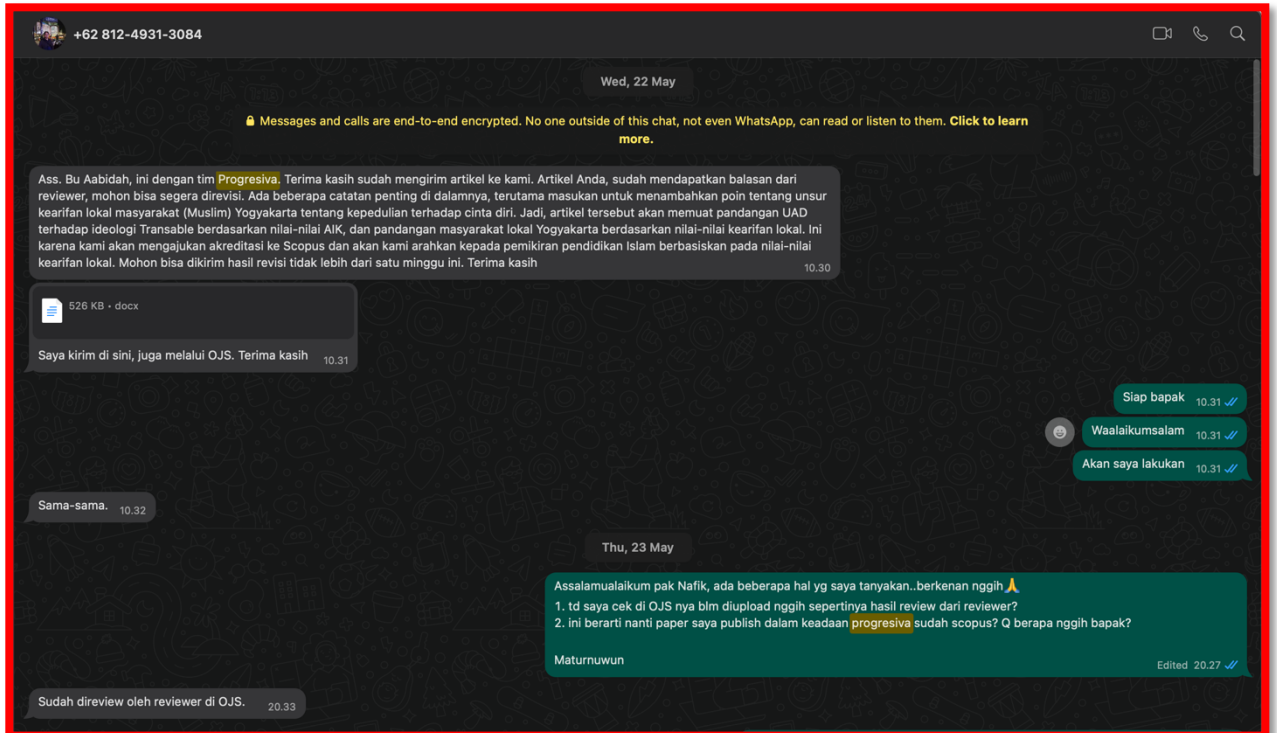 +62 812-4931-3084
Wed, 22 May
Messages and calls are end-to-end encrypted. No one outside of this chat, not even WhatsApp, can read or listen to them. Click to learn
more.
Ass. Bu Aabidah, ini dengan tim Progresiva. Terima kasih sudah mengirim artikel ke kami. Artikel Anda, sudah mendapatkan balasan dari
reviewer, mohon bisa segera direvisi. Ada beberapa catatan penting di dalamnya, terutama masukan untuk menambahkan poin tentang unsur
kearifan lokal masyarakat (Muslim) Yogyakarta tentang kepedulian terhadap cinta diri. Jadi, artikel tersebut akan memuat pandangan UAD
terhadap ideologi Transable berdasarkan nilai-nilai AIK, dan pandangan masyarakat lokal Yogyakarta berdasarkan nilai-nilai kearifan lokal. Ini
karena kami akan mengajukan akreditasi ke Scopus dan akan kami arahkan kepada pemikiran pendidikan Islam berbasiskan pada nilai-nilai
kearifan lokal. Mohon bisa dikirim hasil revisi tidak lebih dari satu minggu ini. Terima kasih
10.30
526 KB • docx
Saya kirim di sini, juga melalui OJS. Terima kasih 10.31
Siap bapak 10.31
Waalaikumsalam 10.31
Akan saya lakukan 10.31
Sama-sama. 10.32
Thu, 23 May
Assalamualaikum pak Nafik, ada beberapa hal yg saya tanyakan..berkenan nggih🙏
1. td saya cek di OJS nya blm diupload nggih sepertinya hasil review dari reviewer?
2. ini berarti nanti paper saya publish dalam keadaan progresiva sudah scopus? Q berapa nggih bapak?
Maturnuwun
Edited 20.27
Sudah direview oleh reviewer di OJS. 20.33